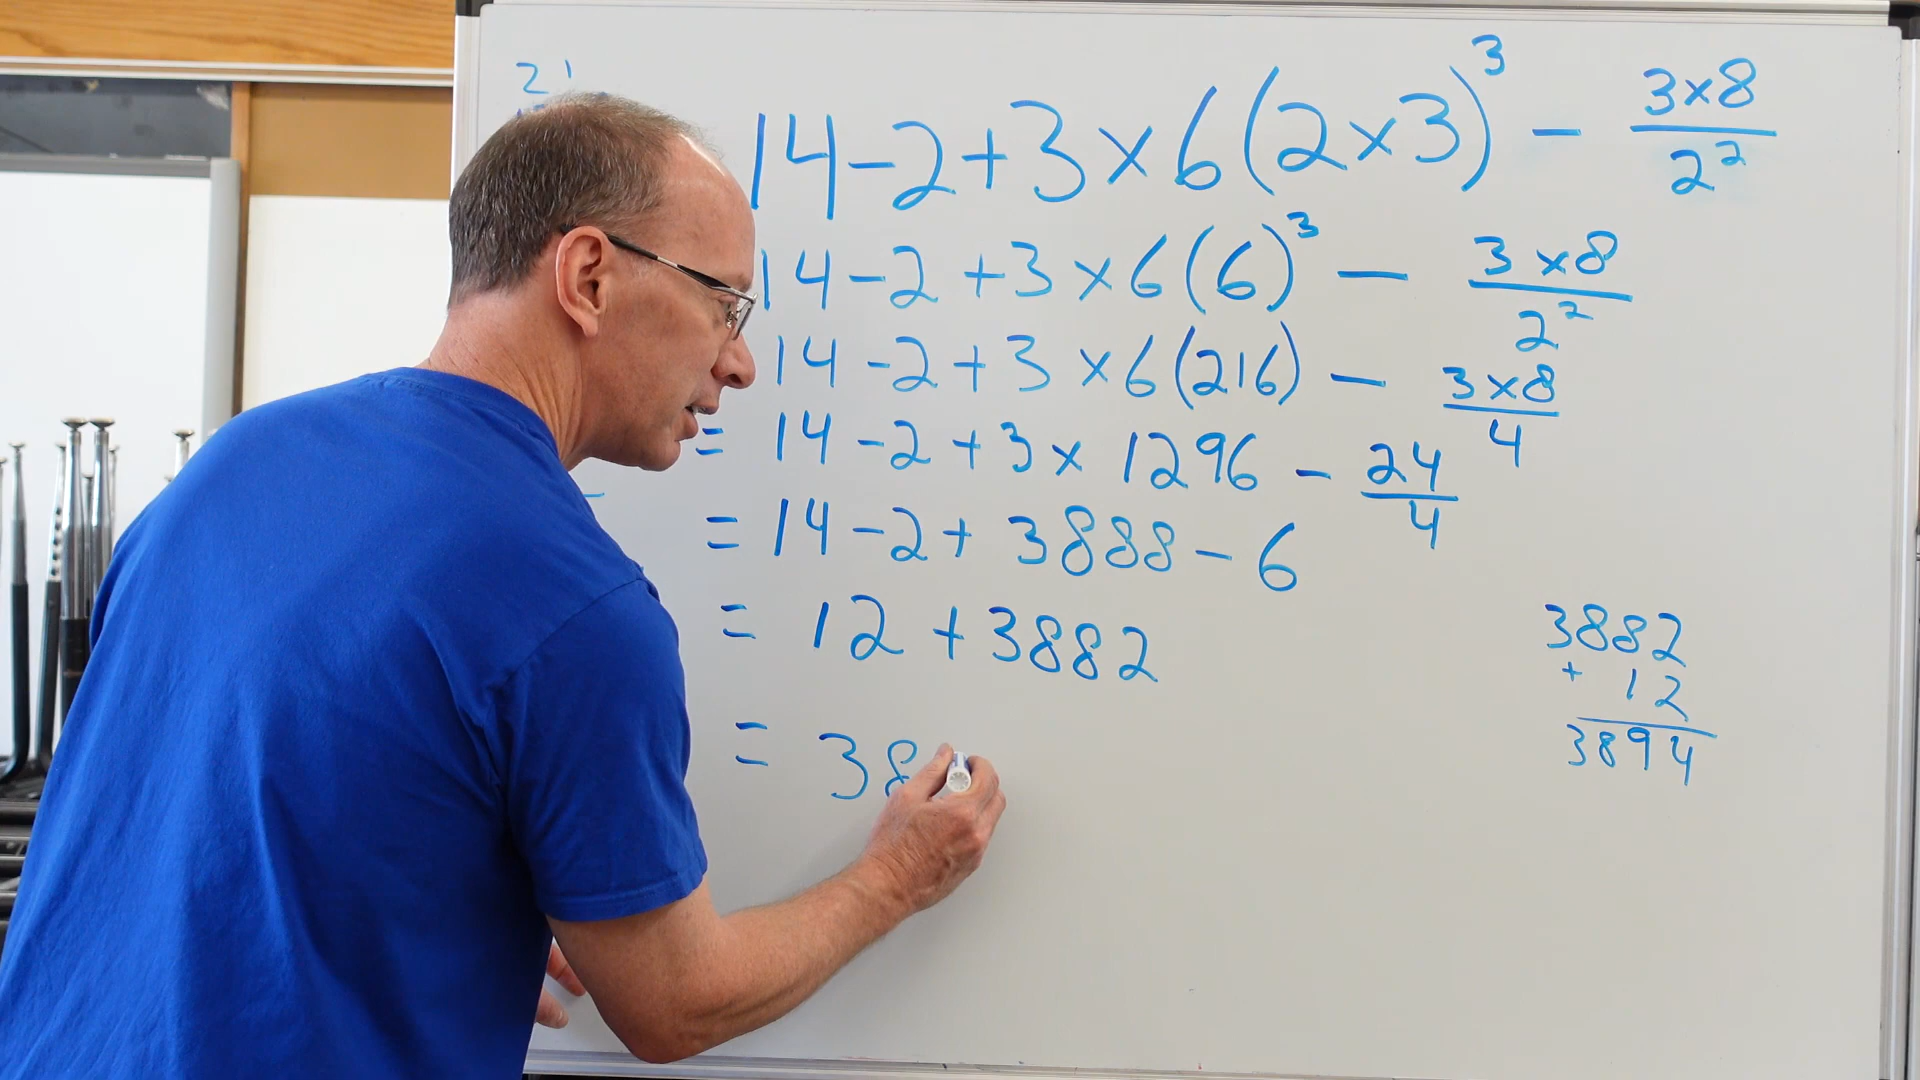 21
14-2+3×6(2×3)³ - 3×8/2²
14-2+3×6(6)³ - 3×8/2²
14-2+3×6(216) - 3×8/4
= 14-2+3×1296 - 24/4
= 14-2+3888-6
= 12+3882
= 38
3882
+ 12
3894